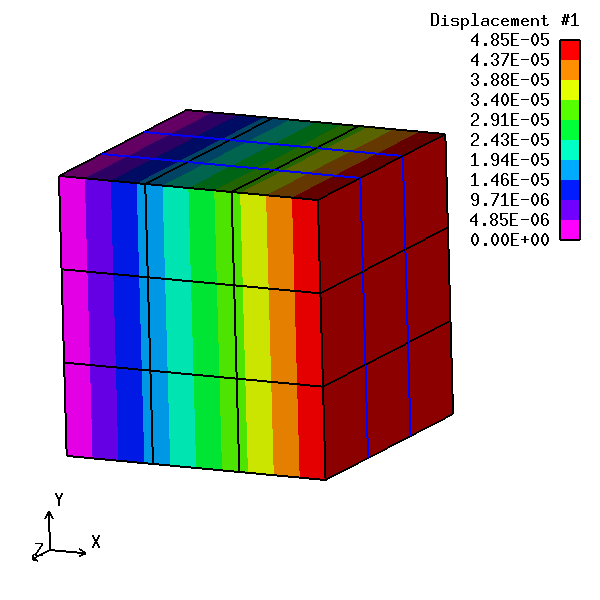 Displacement #1
4.85E-05
4.37E-05
3.88E-05
3.40E-05
2.91E-05
2.43E-05
1.94E-05
1.46E-05
9.71E-06
4.85E-06
0.00E+00
Y
X
Z